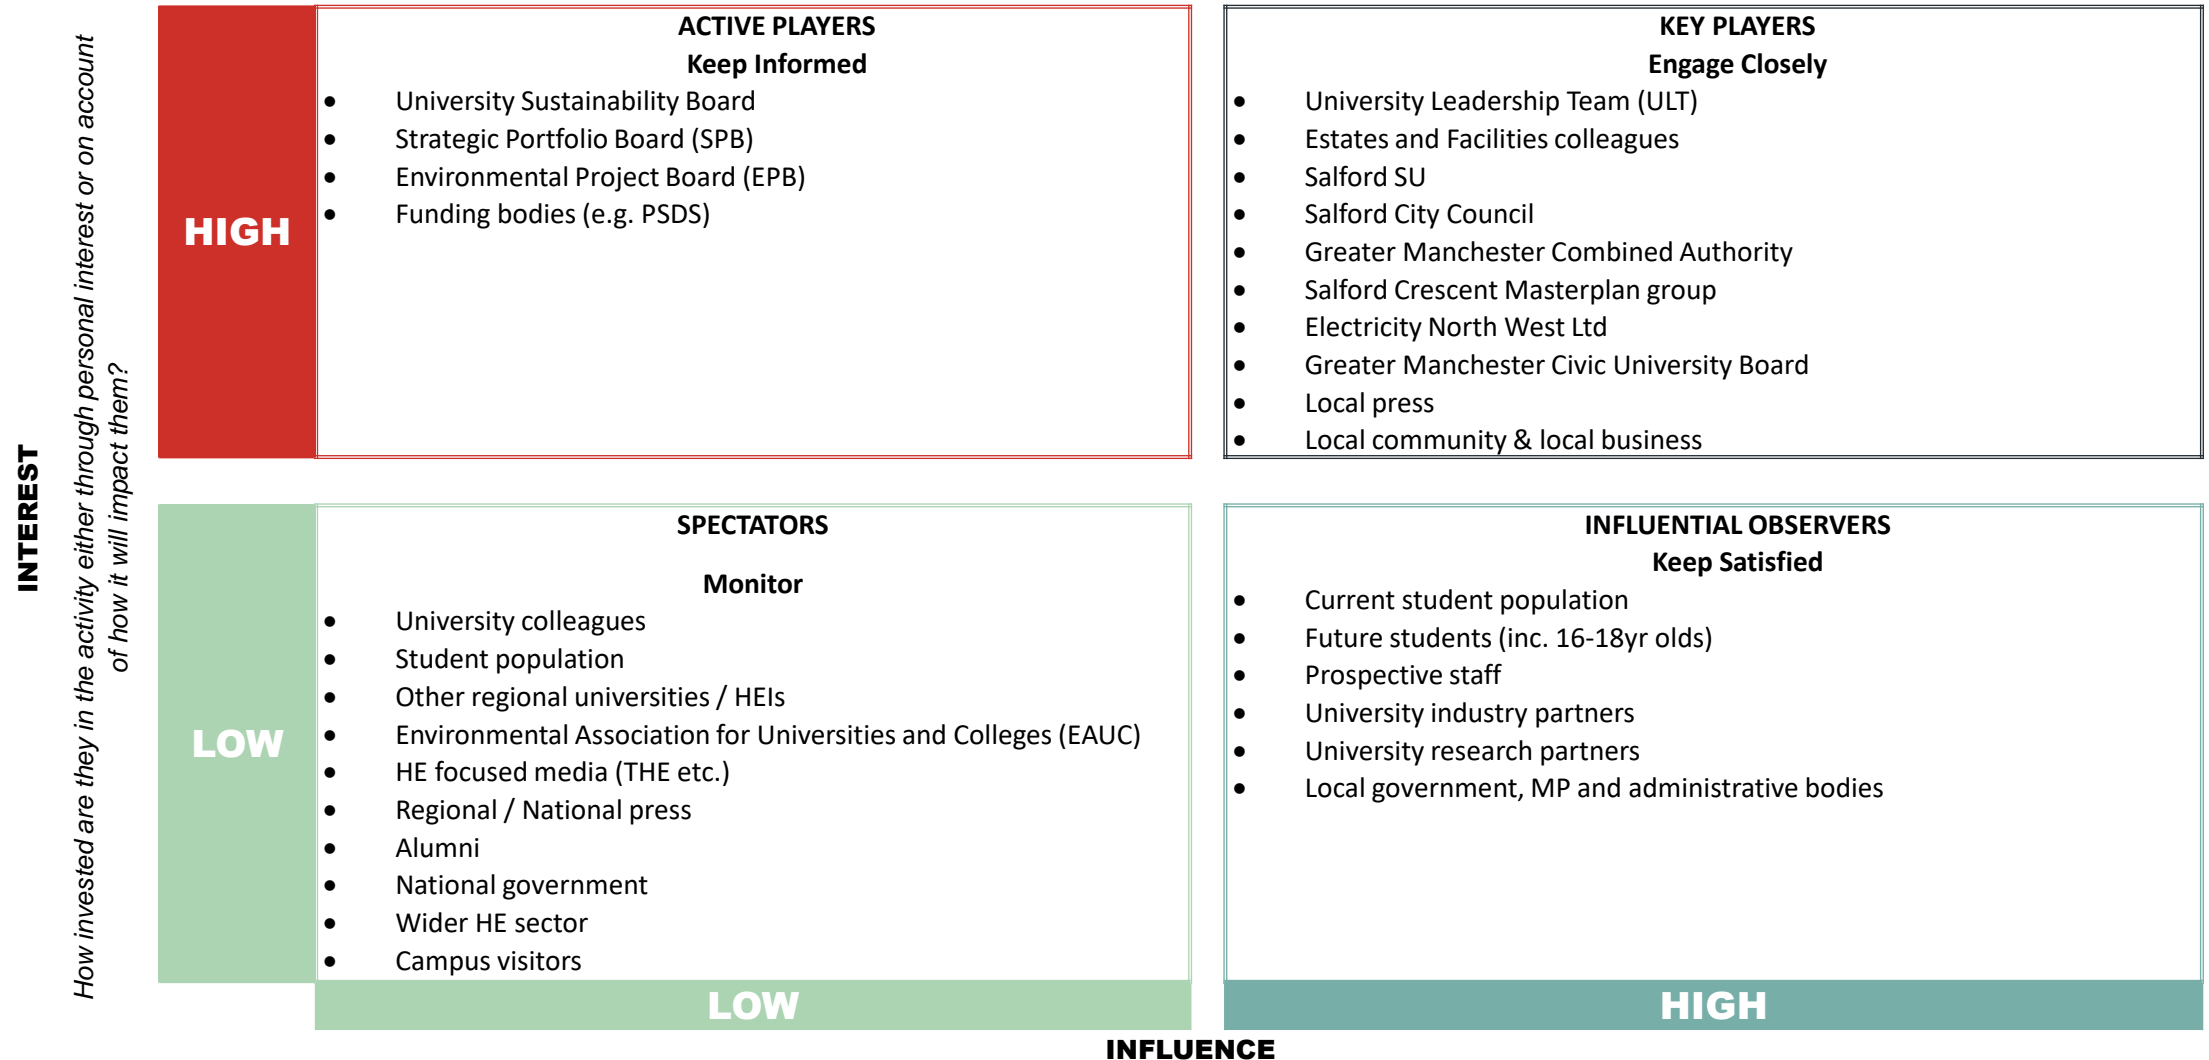 INTEREST
How invested are they in the activity either through personal interest or on account
of how it will impact them?
HIGH
ACTIVE PLAYERS
Keep Informed
• University Sustainability Board
• Strategic Portfolio Board (SPB)
• Environmental Project Board (EPB)
• Funding bodies (e.g. PSDS)
KEY PLAYERS
Engage Closely
• University Leadership Team (ULT)
• Estates and Facilities colleagues
• Salford SU
• Salford City Council
• Greater Manchester Combined Authority
• Salford Crescent Masterplan group
• Electricity North West Ltd
• Greater Manchester Civic University Board
• Local press
• Local community & local business
LOW
SPECTATORS
Monitor
• University colleagues
• Student population
• Other regional universities / HEIs
• Environmental Association for Universities and Colleges (EAUC)
• HE focused media (THE etc.)
• Regional / National press
• Alumni
• National government
• Wider HE sector
• Campus visitors
INFLUENTIAL OBSERVERS
Keep Satisfied
• Current student population
• Future students (inc. 16-18yr olds)
• Prospective staff
• University industry partners
• University research partners
• Local government, MP and administrative bodies
LOW
HIGH
INFLUENCE